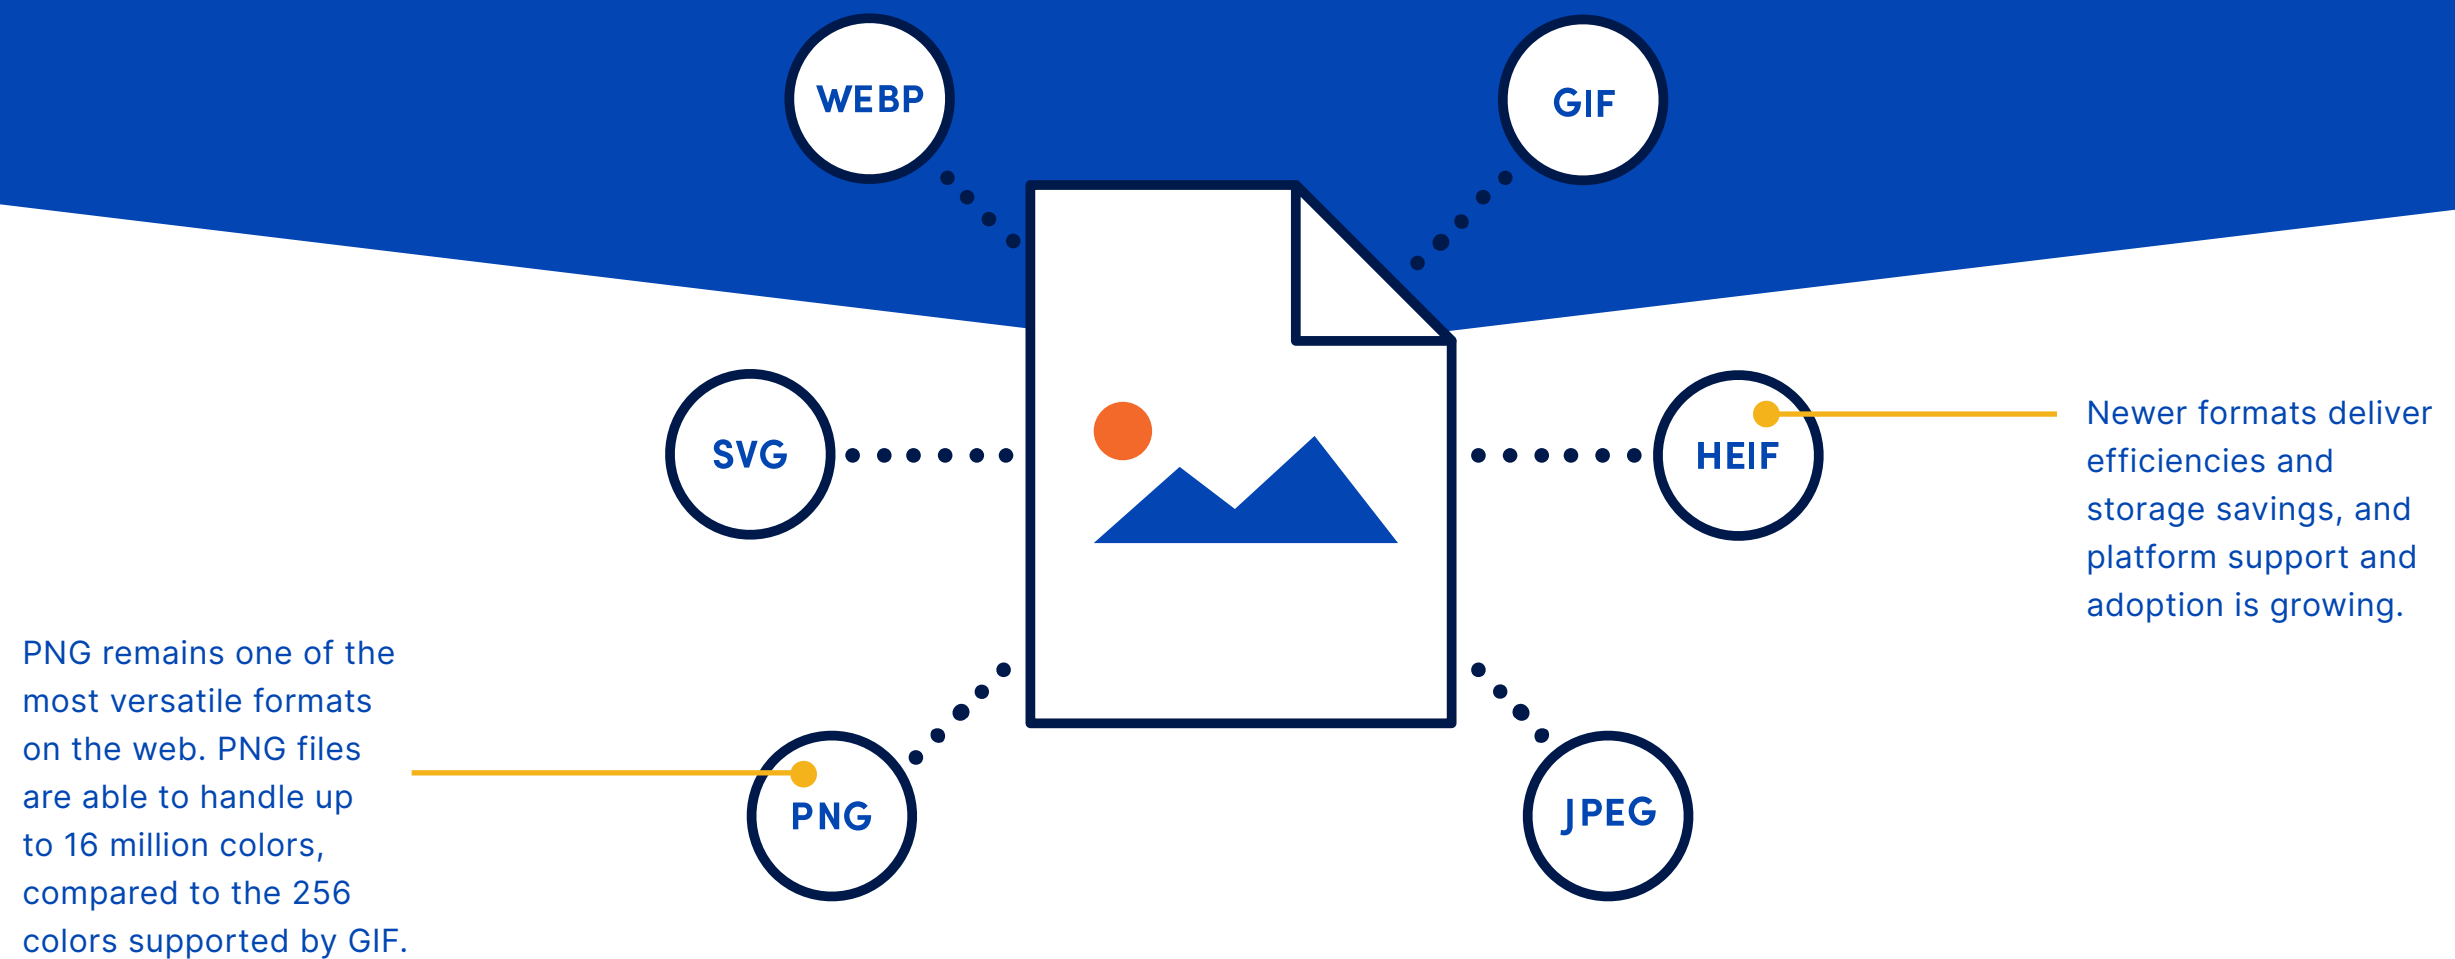 WEBP
GIF
SVG
HEIF
Newer formats deliver
efficiencies and
storage savings, and
platform support and
adoption is growing.
PNG remains one of the
most versatile formats
on the web. PNG files
are able to handle up
to 16 million colors,
compared to the 256
colors supported by GIF.
PNG
JPEG